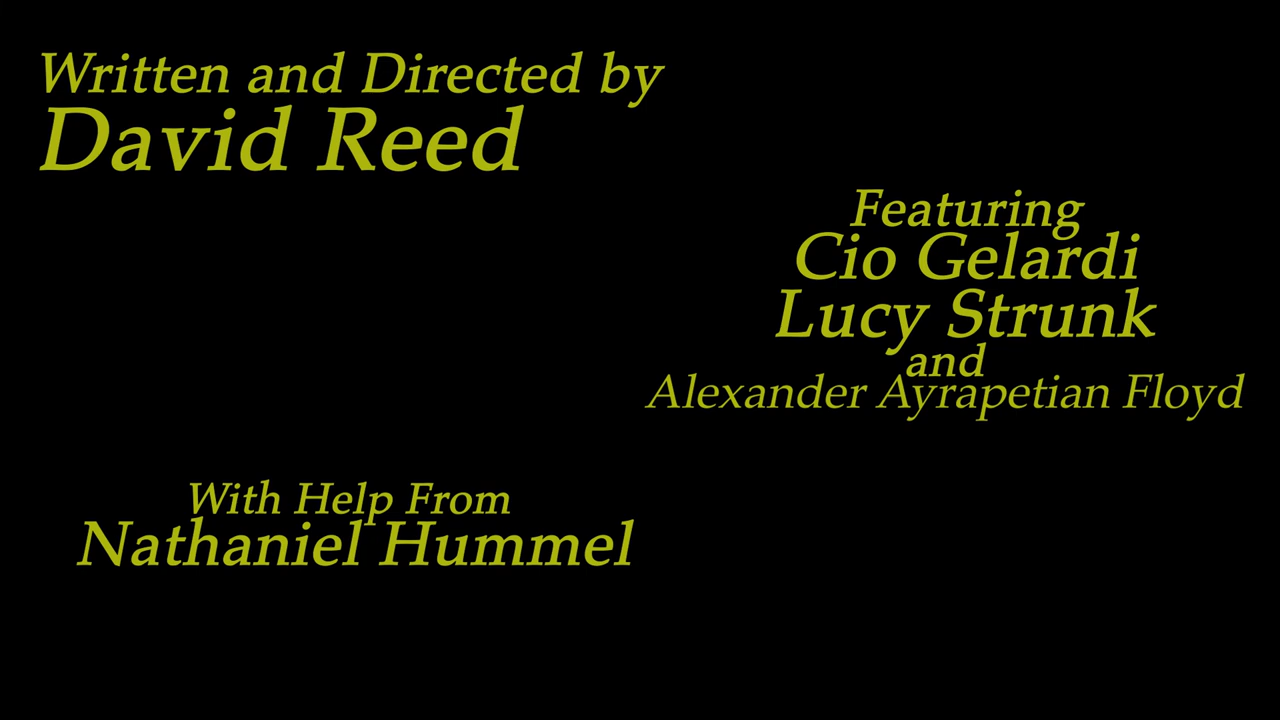 Written and Directed by
David Reed
Featuring
Cio Gelardi
Lucy Strunk
and
Alexander Ayrapetian Floyd
With Help From
Nathaniel Hummel